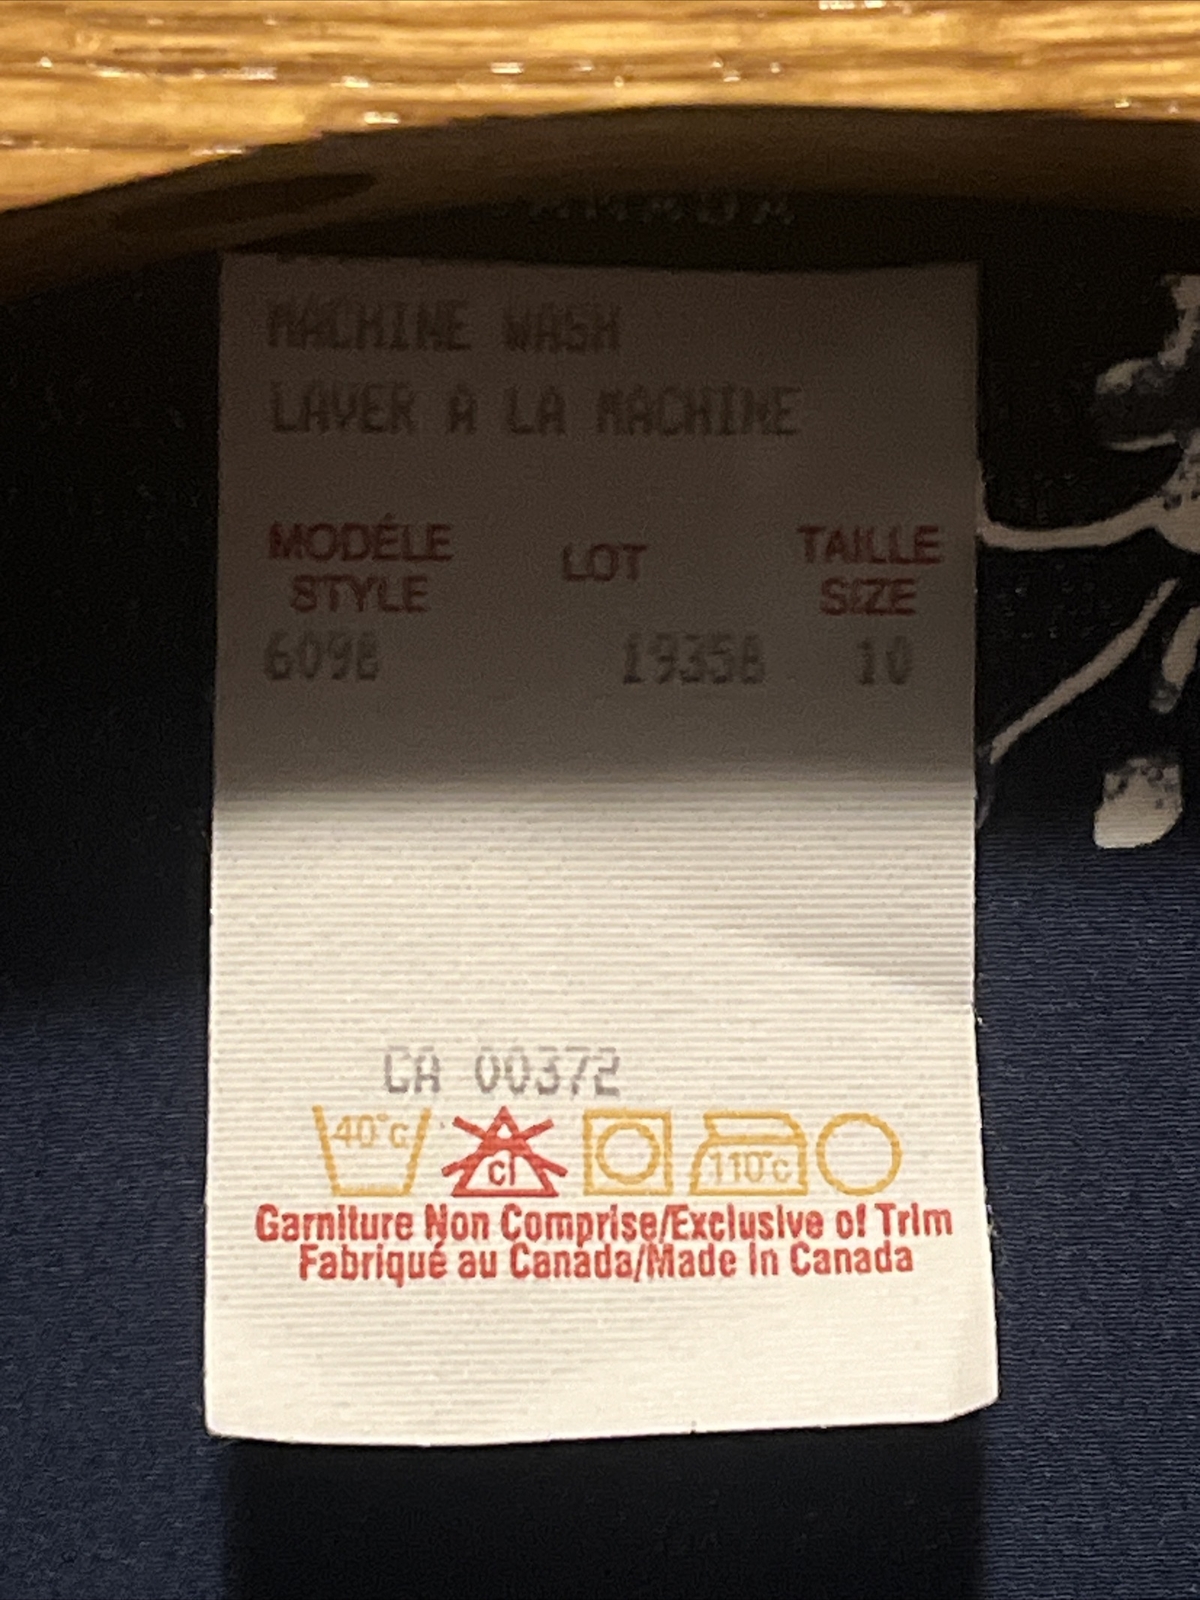 MACHINE WASH
LAVER A LA MACHINE
MODÉLE LOT TAILLE
STYLE SIZE
6098 19358 10
CA 00372
40°c cl 110°c
Garniture Non Comprise/Exclusive of Trim
Fabriqué au Canada/Made in Canada